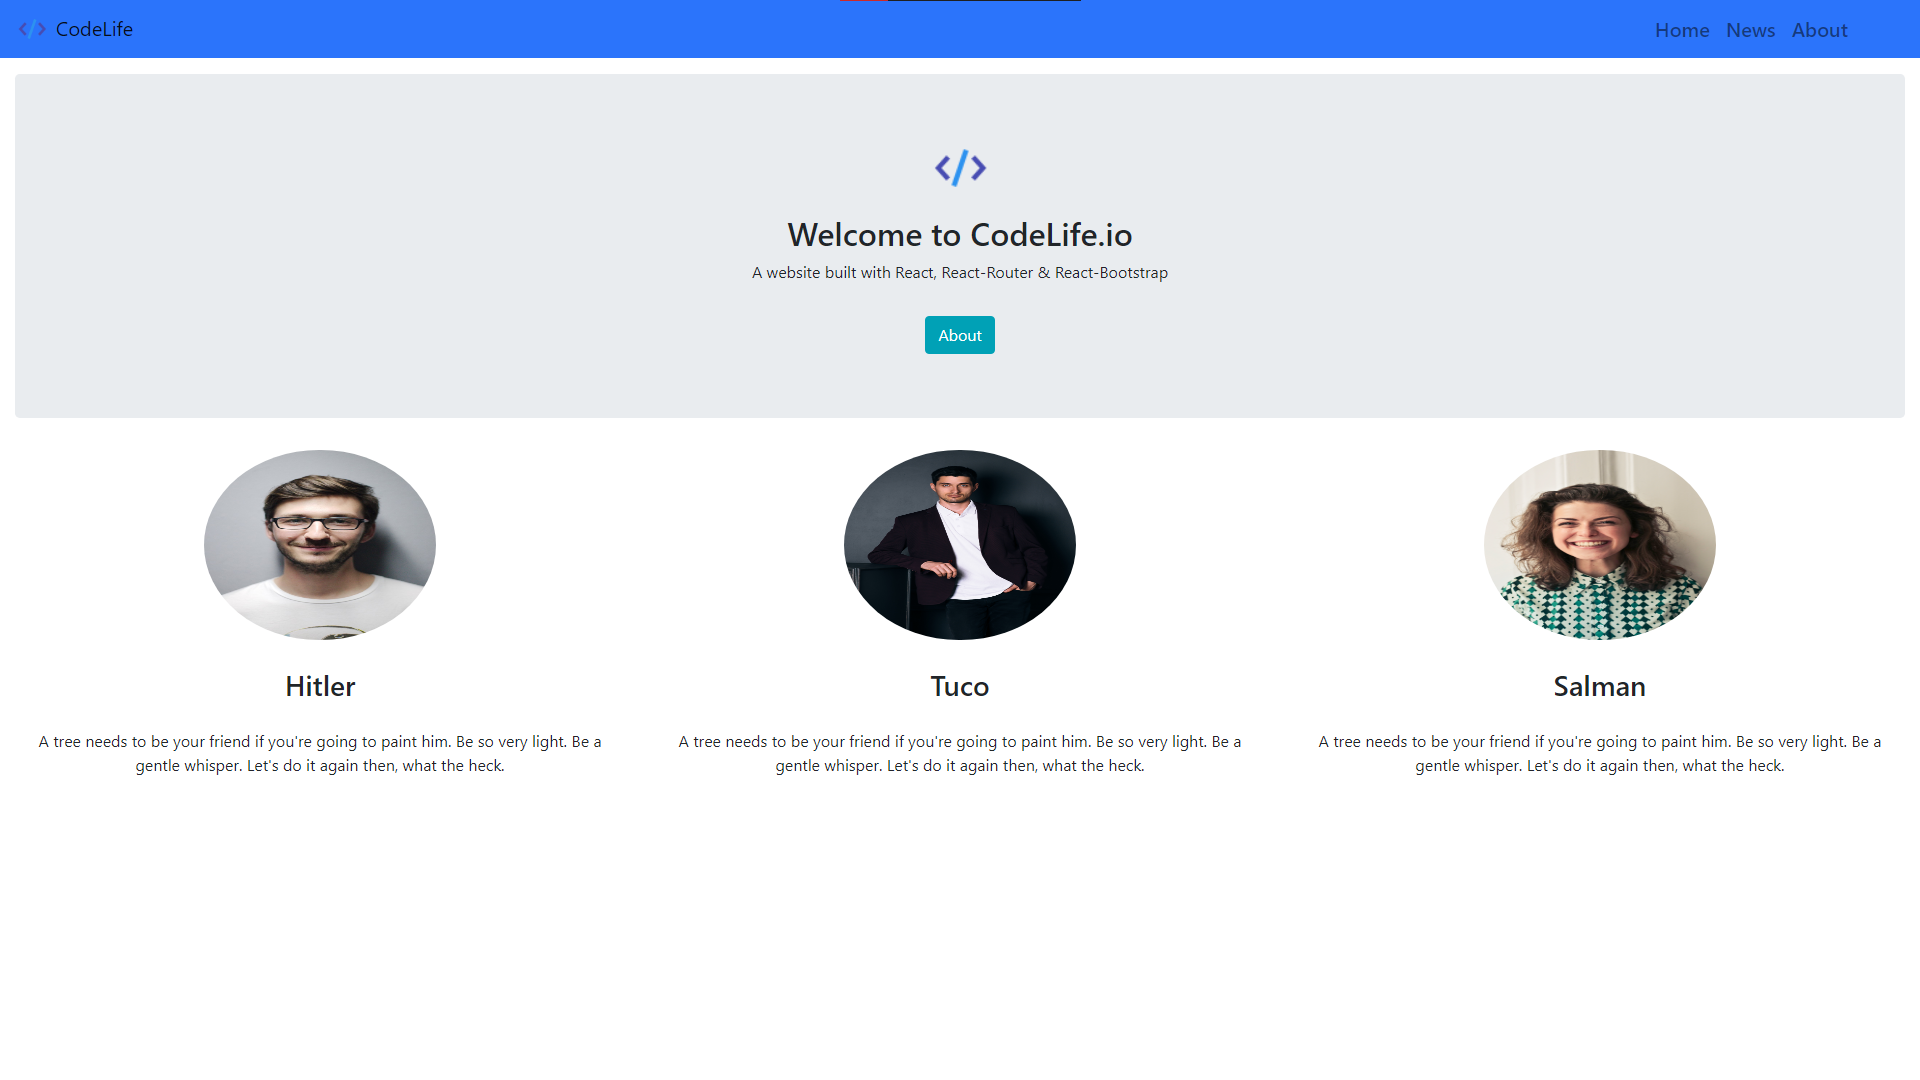 CodeLife
Home News About
Welcome to CodeLife.io
A website built with React, React-Router & React-Bootstrap
About
Hitler
A tree needs to be your friend if you're going to paint him. Be so very light. Be a
gentle whisper. Let's do it again then, what the heck.
Tuco
A tree needs to be your friend if you're going to paint him. Be so very light. Be a
gentle whisper. Let's do it again then, what the heck.
Salman
A tree needs to be your friend if you're going to paint him. Be so very light. Be a
gentle whisper. Let's do it again then, what the heck.